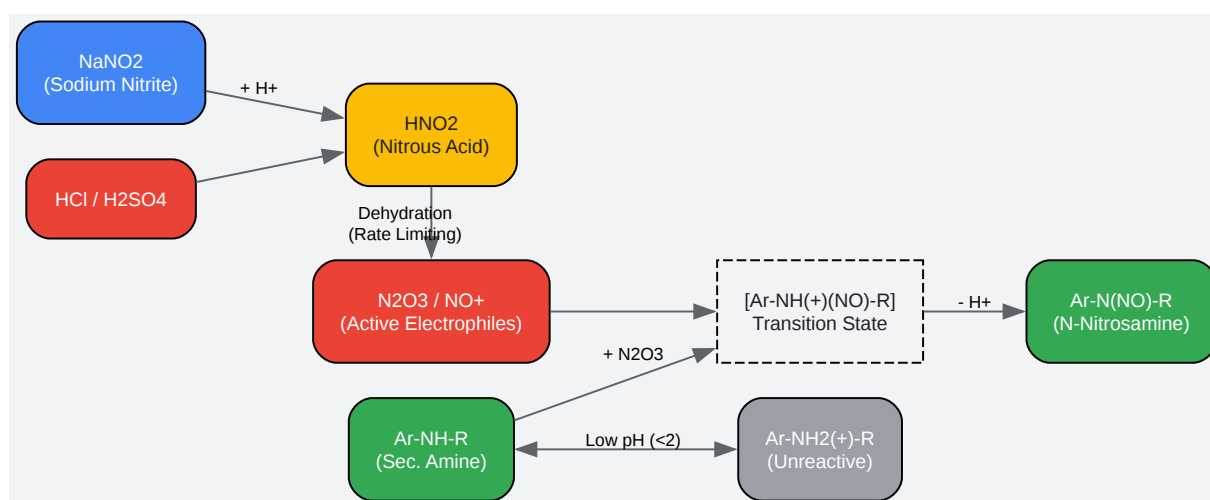 NaNO2
(Sodium Nitrite)
+ H+
HNO2
(Nitrous Acid)
HCl / H2SO4
Dehydration
(Rate Limiting)
N2O3 / NO+
(Active Electrophiles)
[Ar-NH(+)(NO)-R]
Transition State
- H+
Ar-N(NO)-R
(N-Nitrosamine)
+ N2O3
Ar-NH-R
(Sec. Amine)
Low pH (<2)
Ar-NH2(+)-R
(Unreactive)